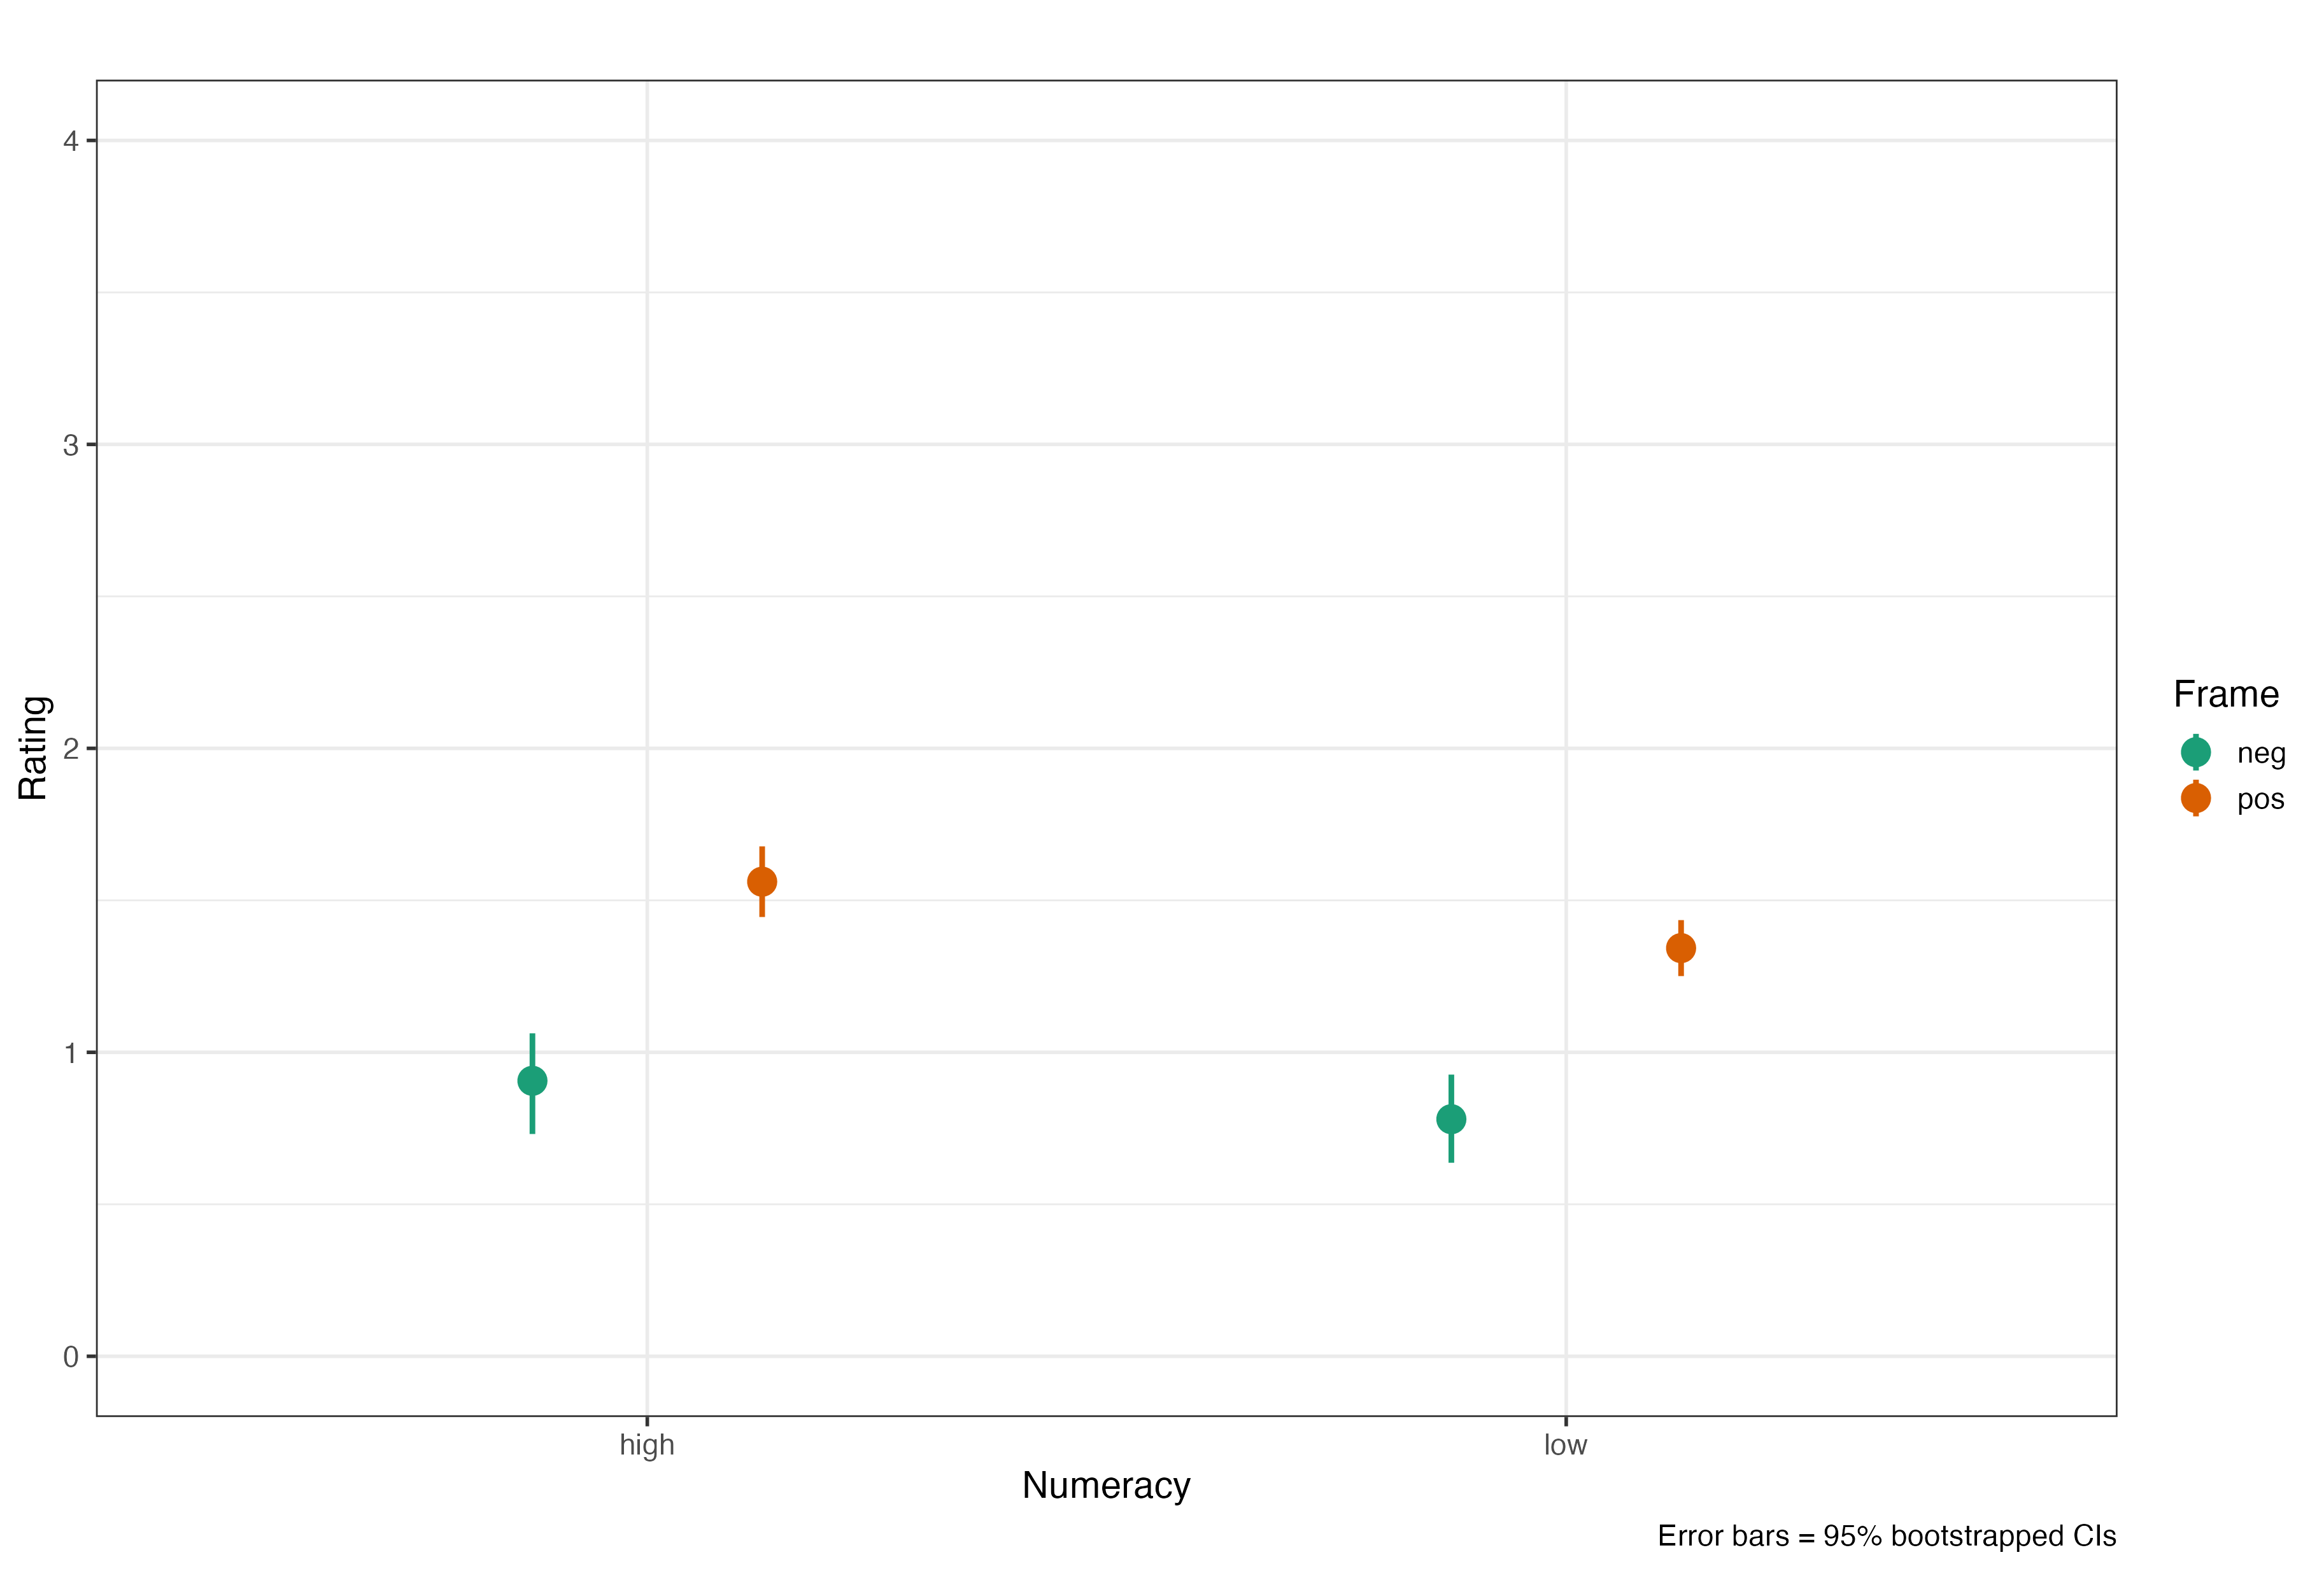 4
3
2
1
0
Rating
high
low
Numeracy
Error bars = 95% bootstrapped CIs
Frame
neg
pos